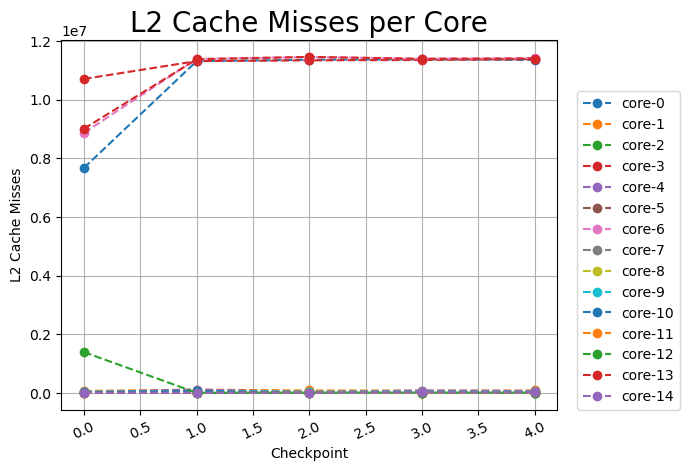 L2 Cache Misses per Core
1e7
1.2
1.0
0.8
0.6
0.4
0.2
0.0
L2 Cache Misses
0.0 0.5 1.0 1.5 2.0 2.5 3.0 3.5 4.0
Checkpoint
core-0
core-1
core-2
core-3
core-4
core-5
core-6
core-7
core-8
core-9
core-10
core-11
core-12
core-13
core-14